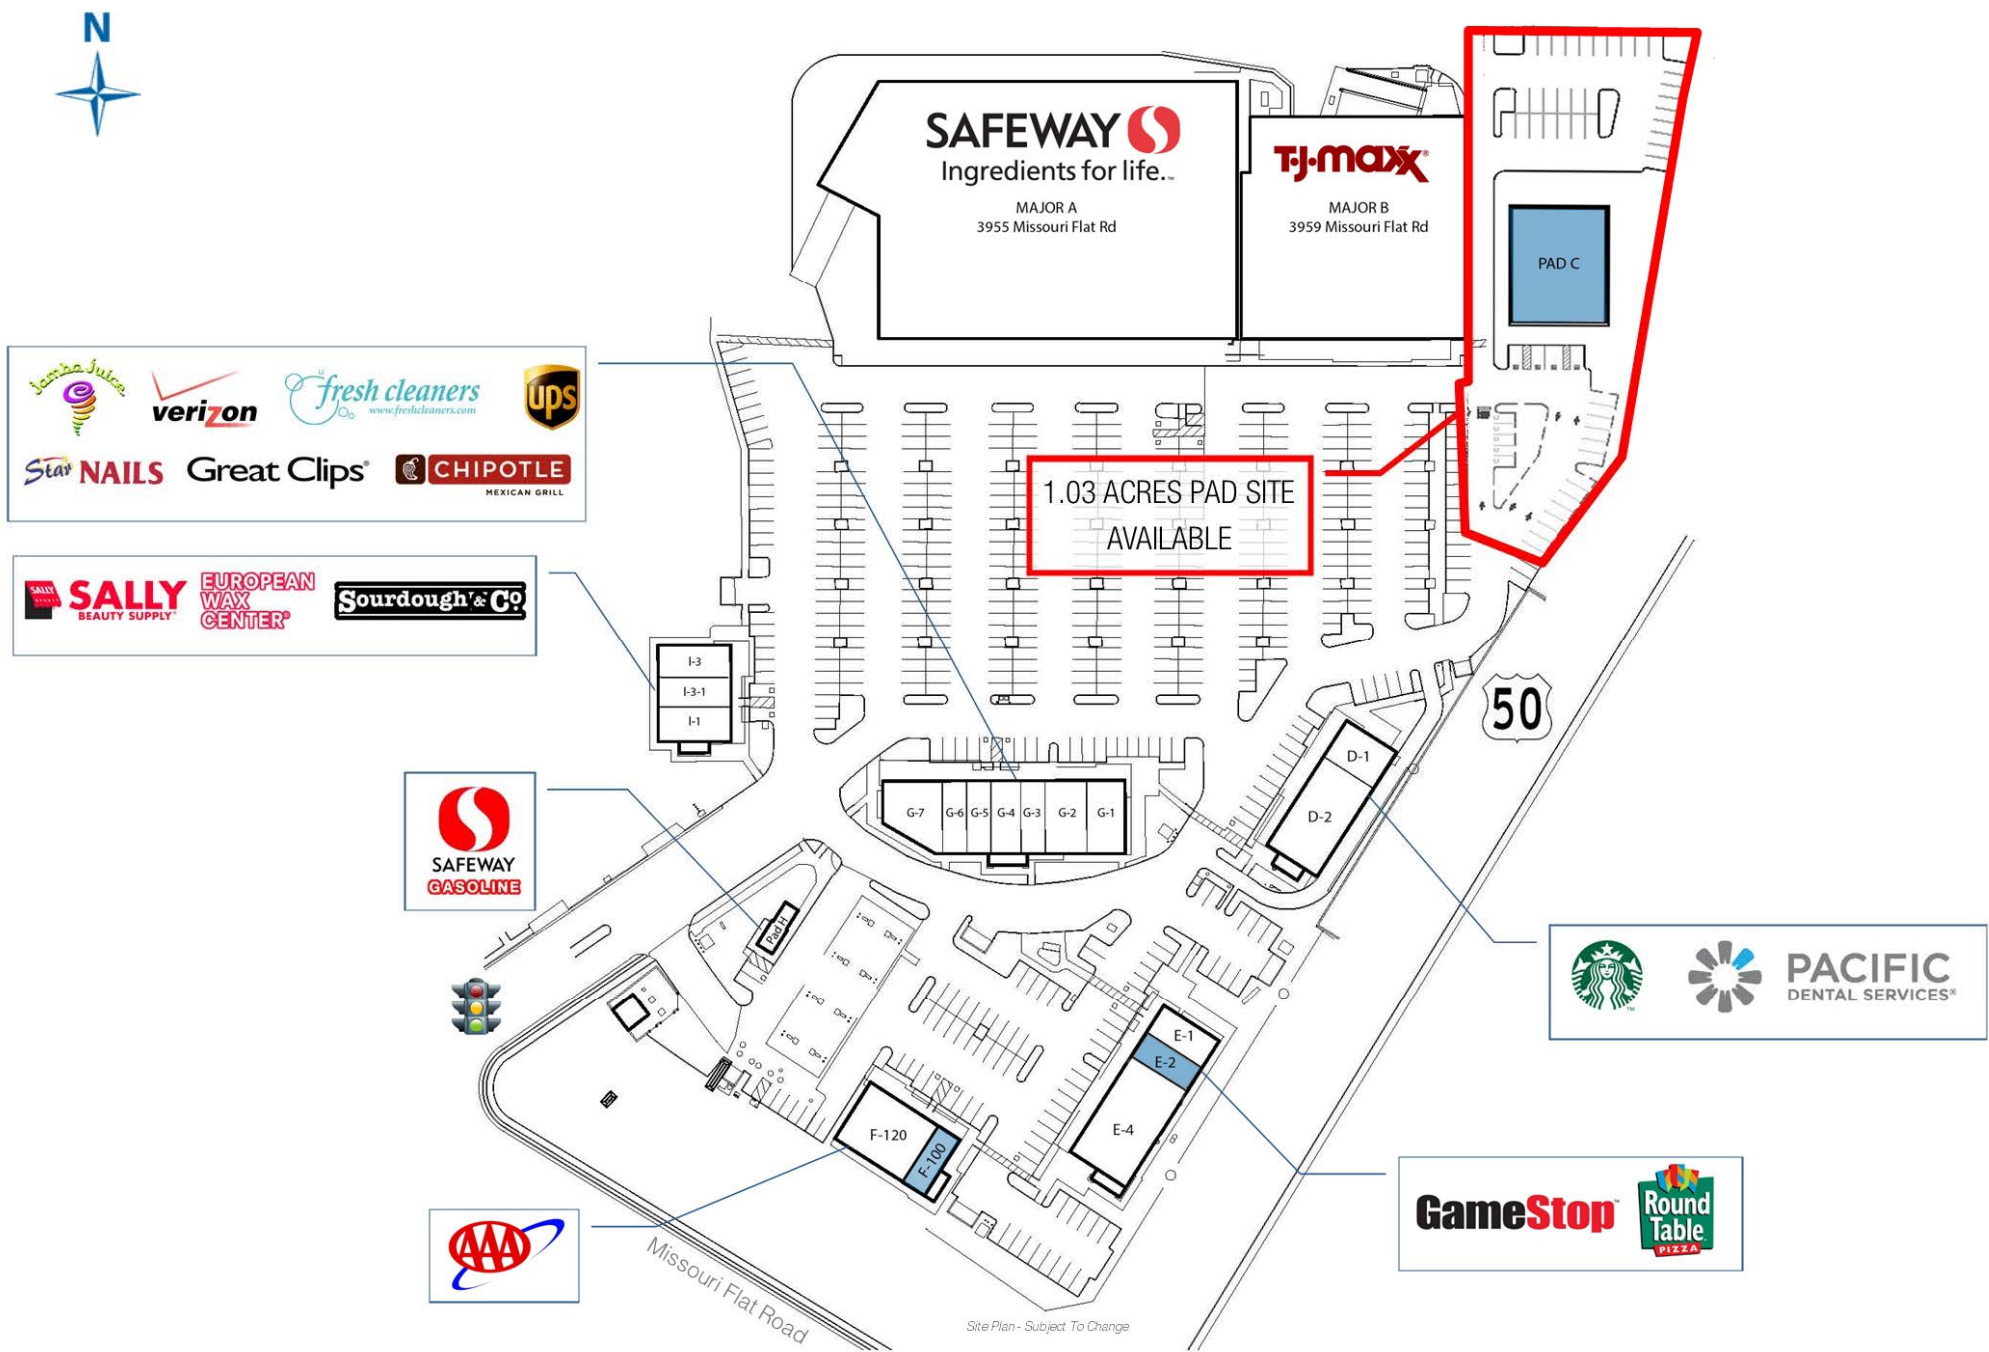 N
SAFEWAY
Ingredients for life.™
MAJOR A
3955 Missouri Flat Rd
T·J·maxx®
MAJOR B
3959 Missouri Flat Rd
PAD C
Jamba Juice
verizon
fresh cleaners
www.freshcleaners.com
ups
Star NAILS
Great Clips®
CHIPOTLE
MEXICAN GRILL
1.03 ACRES PAD SITE
AVAILABLE
SALLY
SALLY
BEAUTY SUPPLY
EUROPEAN
WAX
CENTER®
Sourdough & Co
I-3
I-3-1
I-1
50
D-1
D-2
SAFEWAY
GASOLINE
G-7
G-6
G-5
G-4
G-3
G-2
G-1
Pad H
PACIFIC
DENTAL SERVICES®
E-1
E-2
E-4
F-120
F-100
GameStop™
Round
Table
PIZZA
AAA
Missouri Flat Road
Site Plan - Subject To Change